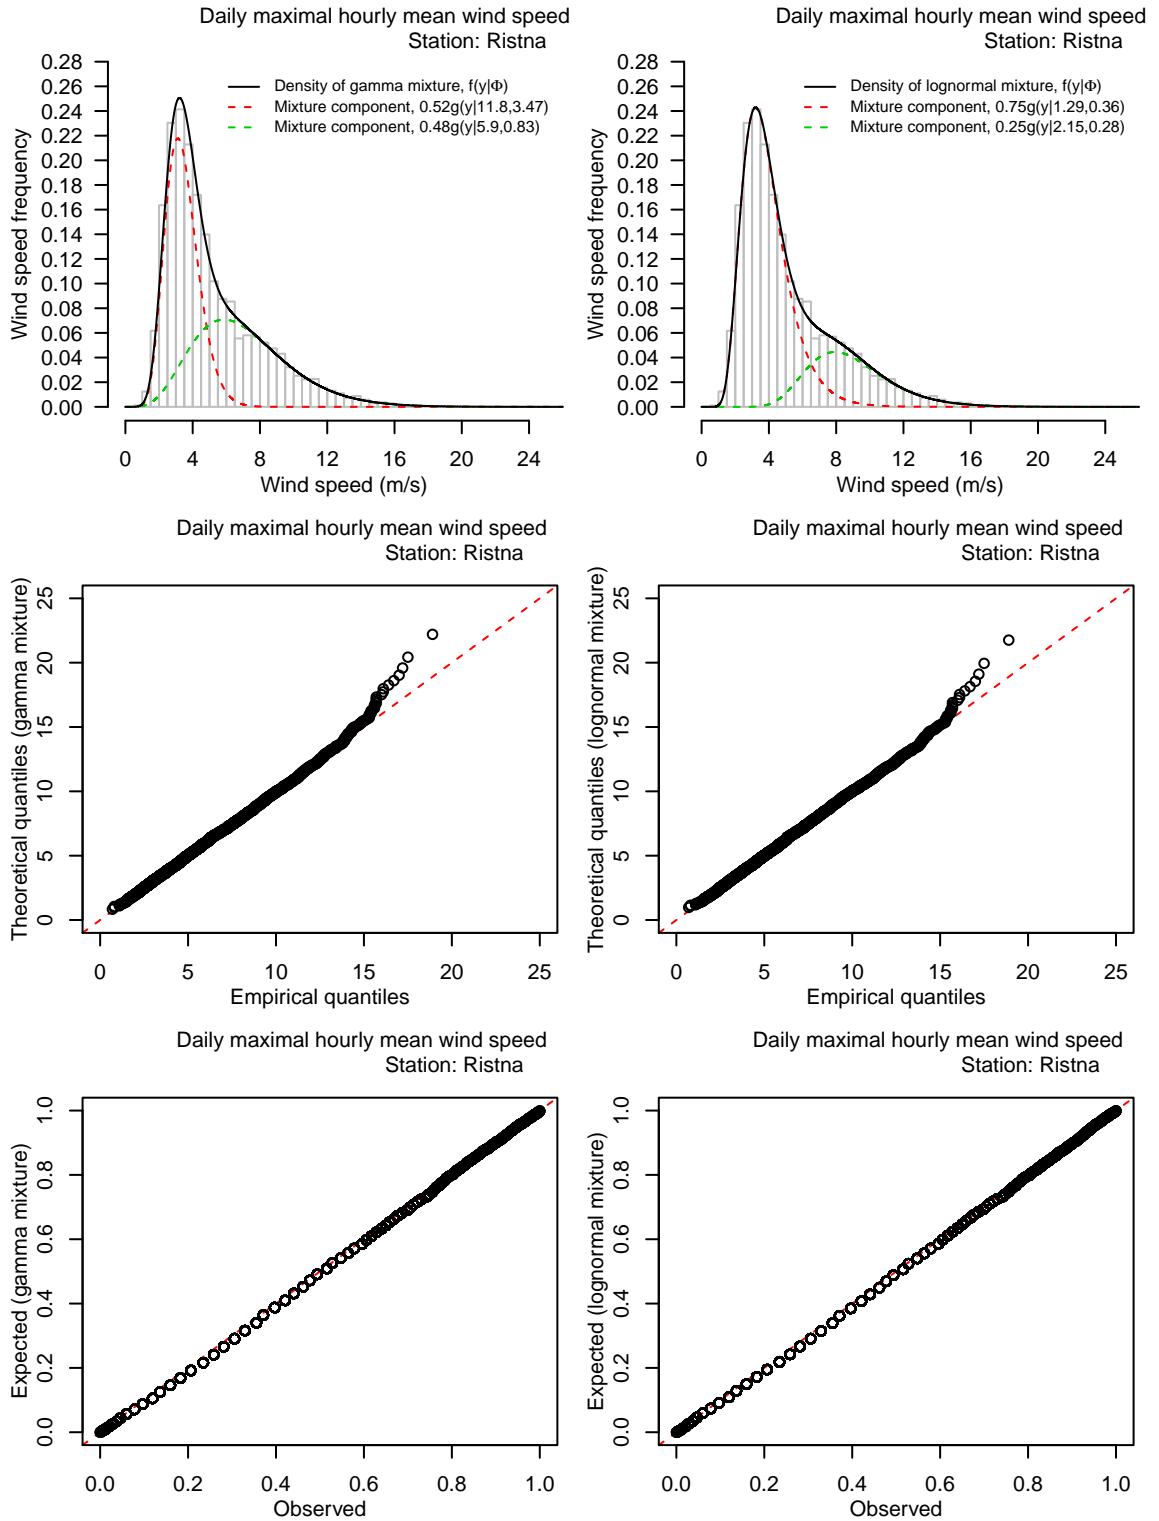 Daily maximal hourly mean wind speed
Station: Ristna
0.28
0.26
0.24
0.22
0.20
0.18
0.16
0.14
0.12
0.10
0.08
0.06
0.04
0.02
0.00
Wind speed frequency
Density of gamma mixture, f(y|Φ)
Mixture component, 0.52g(y|11.8,3.47)
Mixture component, 0.48g(y|5.9,0.83)
0 4 8 12 16 20 24
Wind speed (m/s)
Daily maximal hourly mean wind speed
Station: Ristna
0.28
0.26
0.24
0.22
0.20
0.18
0.16
0.14
0.12
0.10
0.08
0.06
0.04
0.02
0.00
Wind speed frequency
Density of lognormal mixture, f(y|Φ)
Mixture component, 0.75g(y|1.29,0.36)
Mixture component, 0.25g(y|2.15,0.28)
0 4 8 12 16 20 24
Wind speed (m/s)
Daily maximal hourly mean wind speed
Station: Ristna
Theoretical quantiles (gamma mixture)
25
20
15
10
5
0
0 5 10 15 20 25
Empirical quantiles
Daily maximal hourly mean wind speed
Station: Ristna
Theoretical quantiles (lognormal mixture)
25
20
15
10
5
0
0 5 10 15 20 25
Empirical quantiles
Daily maximal hourly mean wind speed
Station: Ristna
Expected (gamma mixture)
1.0
0.8
0.6
0.4
0.2
0.0
0.0 0.2 0.4 0.6 0.8 1.0
Observed
Daily maximal hourly mean wind speed
Station: Ristna
Expected (lognormal mixture)
1.0
0.8
0.6
0.4
0.2
0.0
0.0 0.2 0.4 0.6 0.8 1.0
Observed